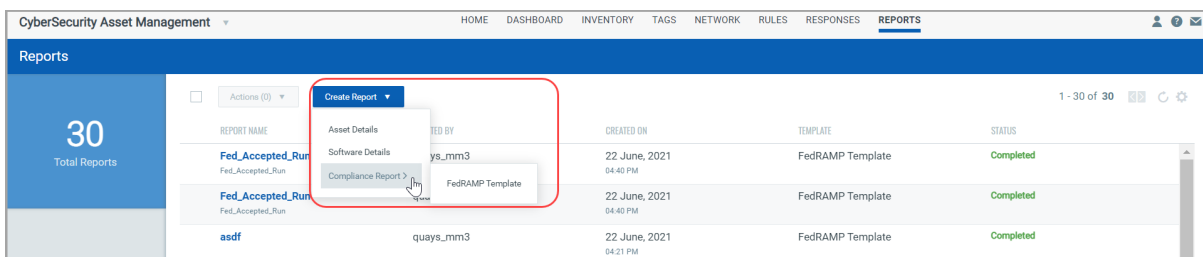 CyberSecurity Asset Management
HOME DASHBOARD INVENTORY TAGS NETWORK RULES RESPONSES REPORTS
Reports
30
Total Reports
Actions (0)
Create Report
1 - 30 of 30
Asset Details
Software Details
Compliance Report >
FedRAMP Template
REPORT NAME TED BY CREATED ON TEMPLATE STATUS
Fed_Accepted_Run ys_mm3 22 June, 2021 FedRAMP Template Completed
Fed_Accepted_Run 04:40 PM
Fed_Accepted_Run qua 22 June, 2021 FedRAMP Template Completed
Fed_Accepted_Run 04:40 PM
asdf quays_mm3 22 June, 2021 FedRAMP Template Completed
04:21 PM